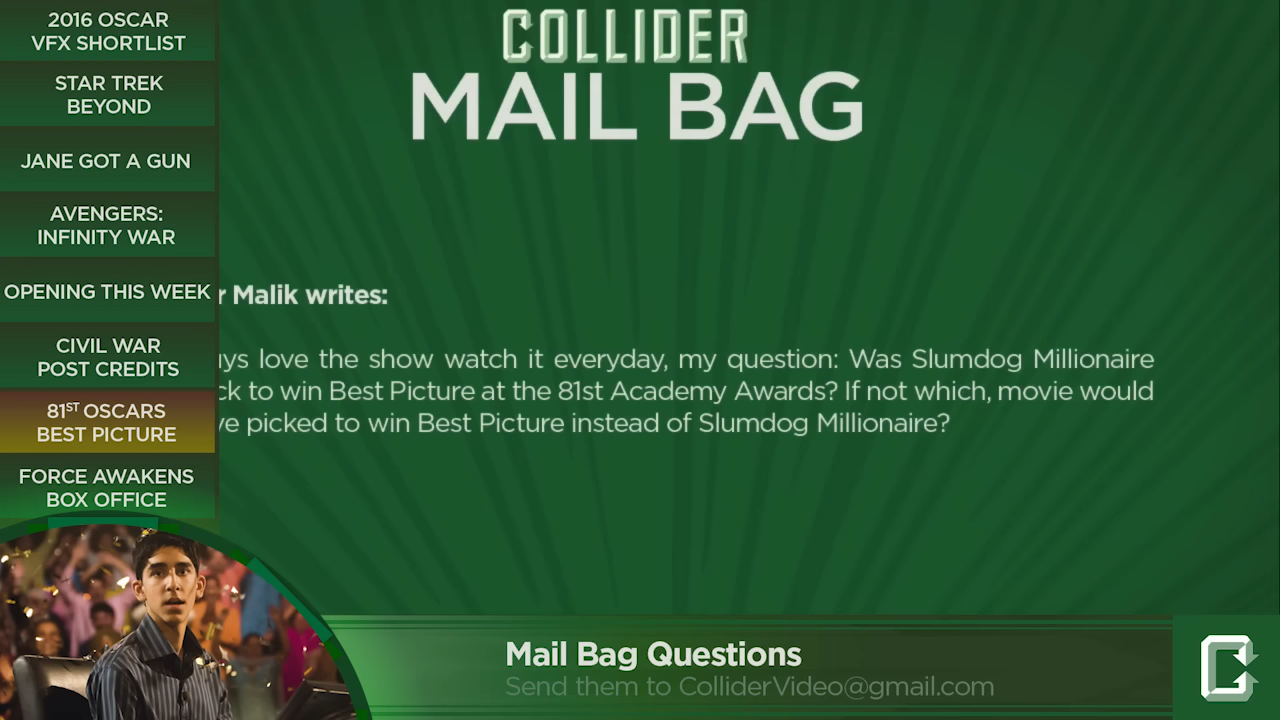 2016 OSCAR
VFX SHORTLIST
STAR TREK
BEYOND
JANE GOT A GUN
AVENGERS:
INFINITY WAR
OPENING THIS WEEK
CIVIL WAR
POST CREDITS
81ST OSCARS
BEST PICTURE
FORCE AWAKENS
BOX OFFICE
COLLIDER
MAIL BAG
Malik writes:
love the show watch it everyday, my question: Was Slumdog Millionaire
to win Best Picture at the 81st Academy Awards? If not which, movie would
picked to win Best Picture instead of Slumdog Millionaire?
Mail Bag Questions
Send them to ColliderVideo@gmail.com